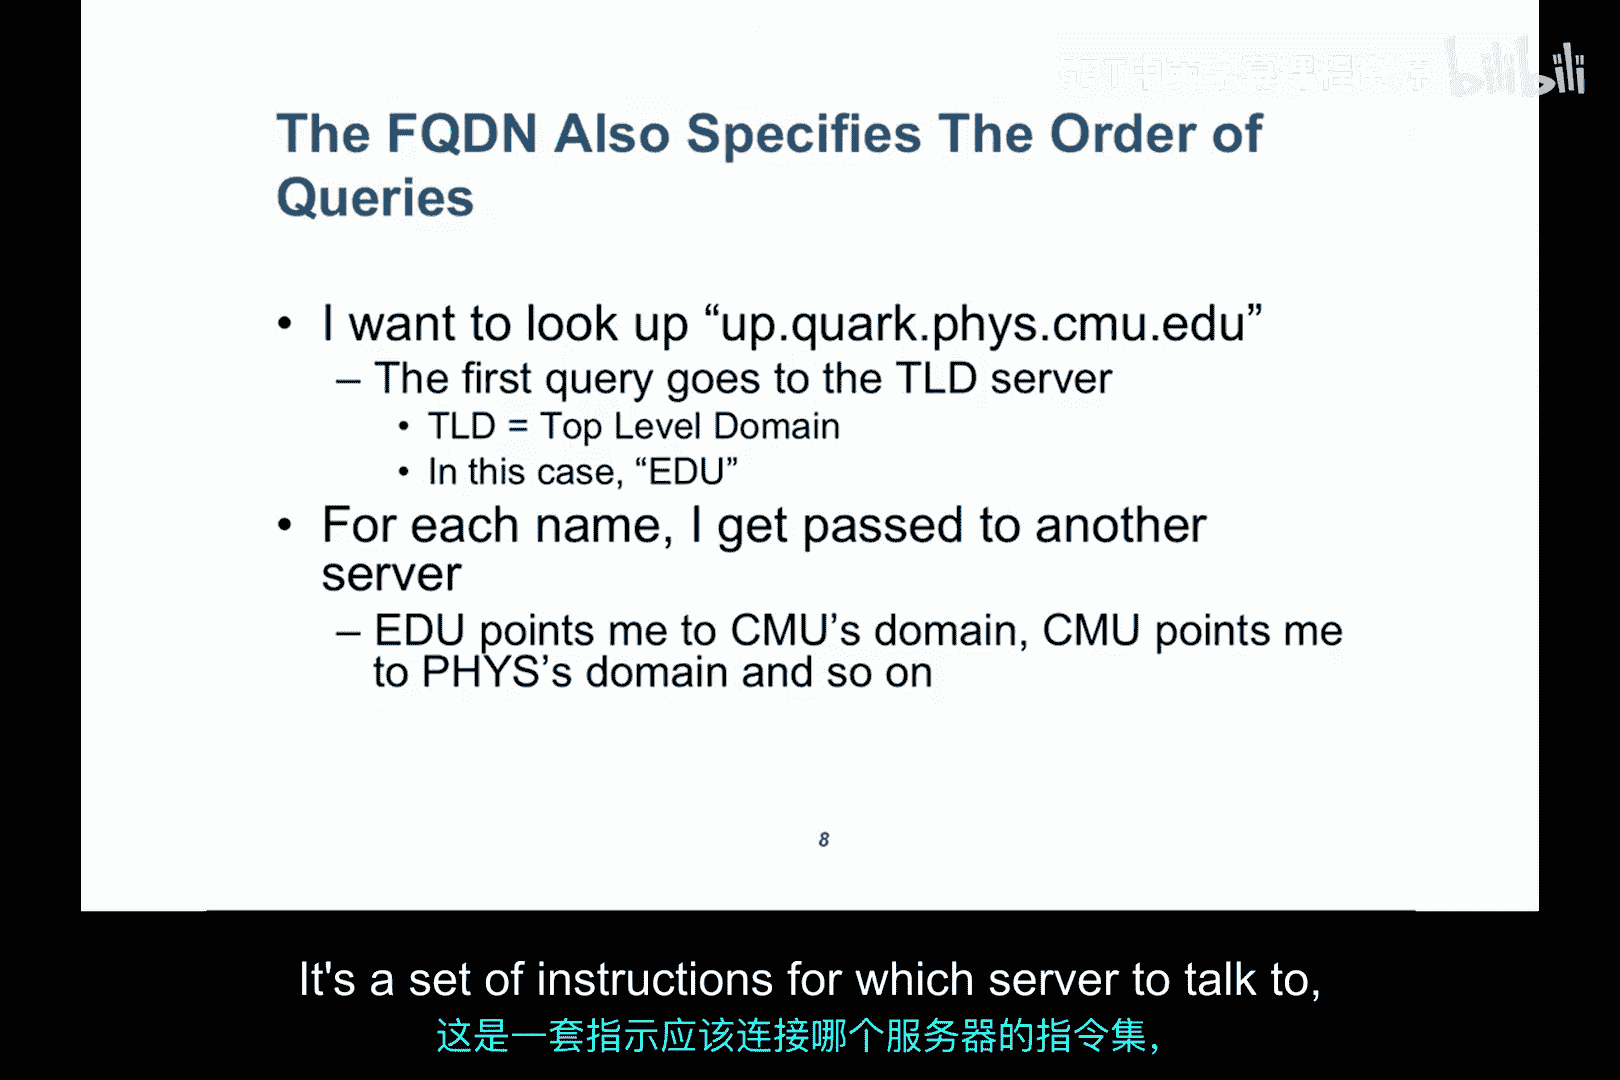 bilibili
The FQDN Also Specifies The Order of
Queries
• I want to look up “up.quark.phys.cmu.edu”
– The first query goes to the TLD server
• TLD = Top Level Domain
• In this case, “EDU”
• For each name, I get passed to another
server
– EDU points me to CMU’s domain, CMU points me
to PHYS’s domain and so on
8
It's a set of instructions for which server to talk to,
这是一套指示应该连接哪个服务器的指令集，